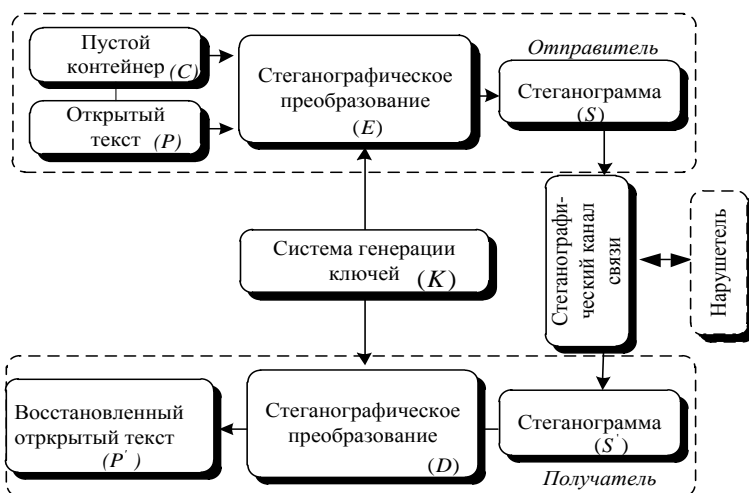 Пустой
контейнер (C)
Открытый
текст (P)
Стеганографическое
преобразование
(E)
Отправитель
Стеганограмма
(S)
Система генерации
ключей (K)
Стеганографи-
ческий канал
связи
Нарушетель
Восстановленный
отркрытый текст
(P')
Стеганографическое
преобразование
(D)
Стеганограмма
(S')
Получатель